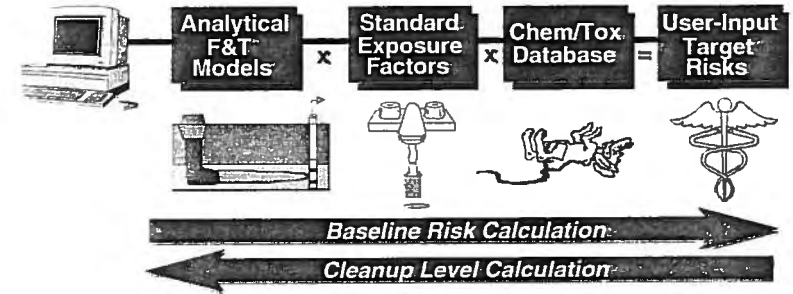 Analytical
F&T
Models
x
Standard
Exposure
Factors
x
Chem/Tox
Database
=
User-Input
Target
Risks
Baseline Risk Calculation
Cleanup Level Calculation